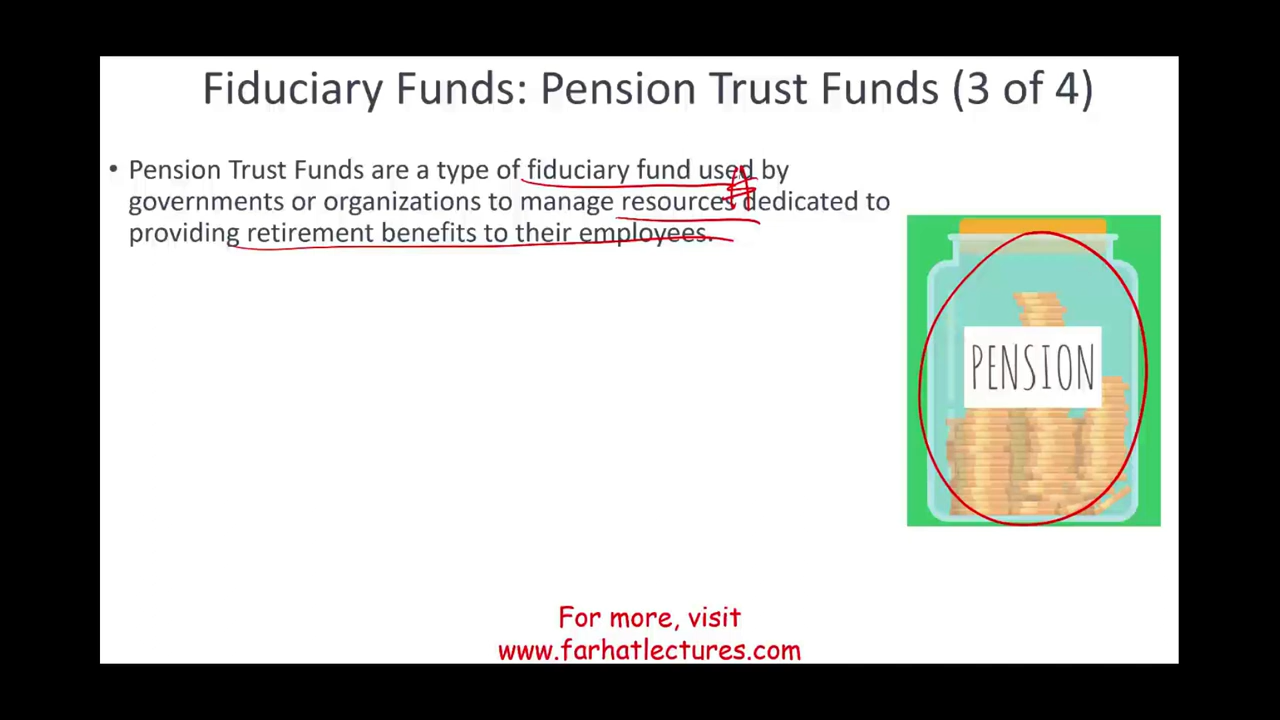 Fiduciary Funds: Pension Trust Funds (3 of 4)
• Pension Trust Funds are a type of fiduciary fund used by
governments or organizations to manage resources dedicated to
providing retirement benefits to their employees.
PENSION
For more, visit
www.farhatlectures.com